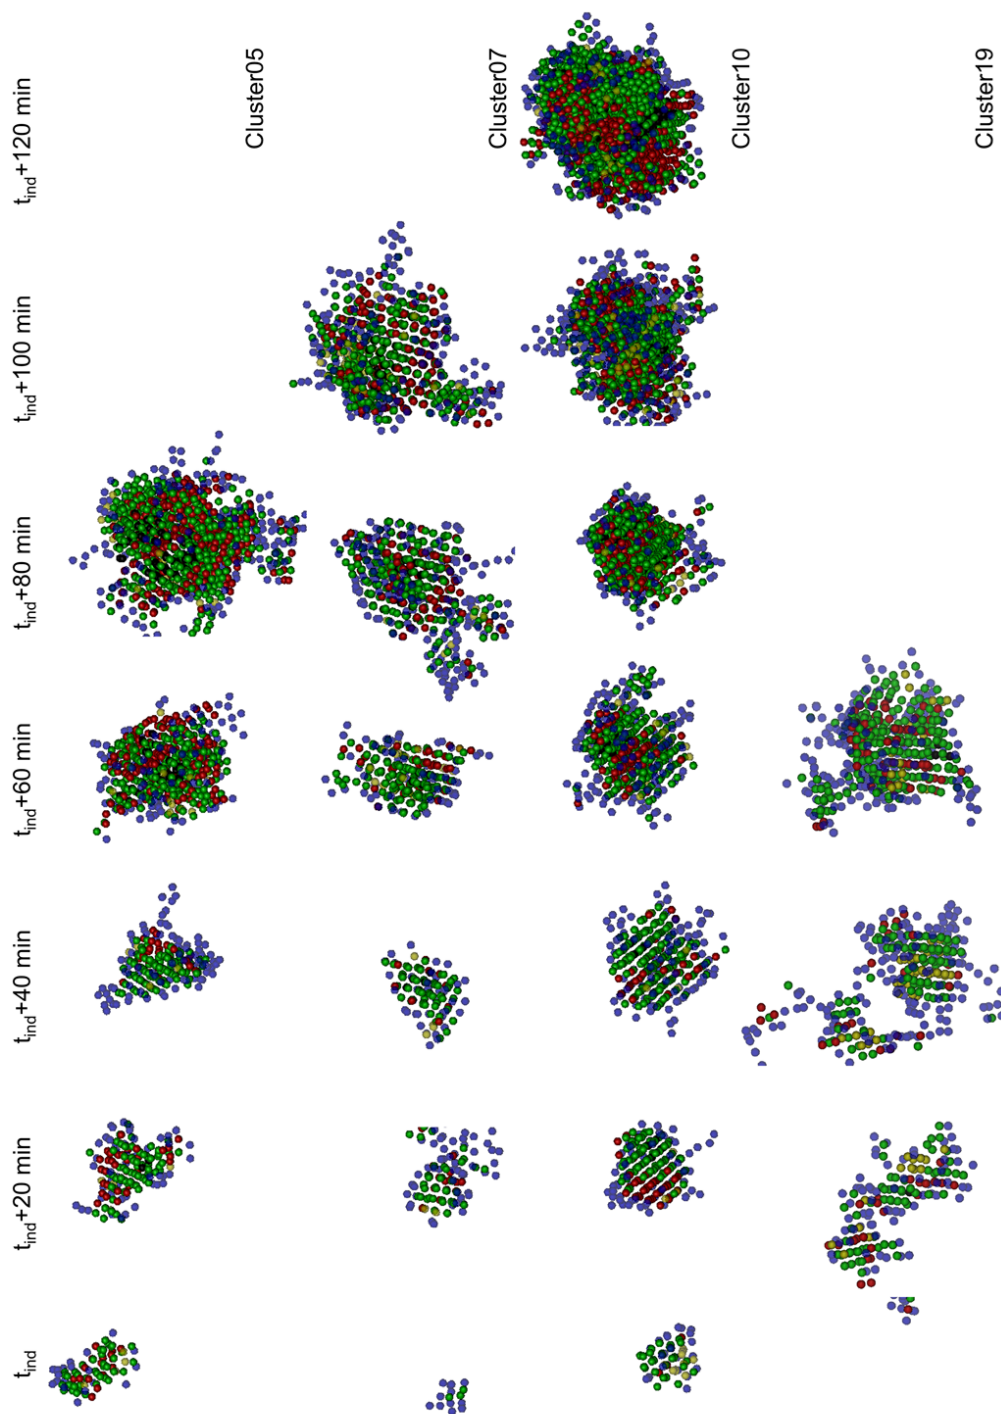 t_ind
t_ind+20 min
t_ind+40 min
t_ind+60 min
t_ind+80 min
t_ind+100 min
t_ind+120 min
Cluster05
Cluster07
Cluster10
Cluster19